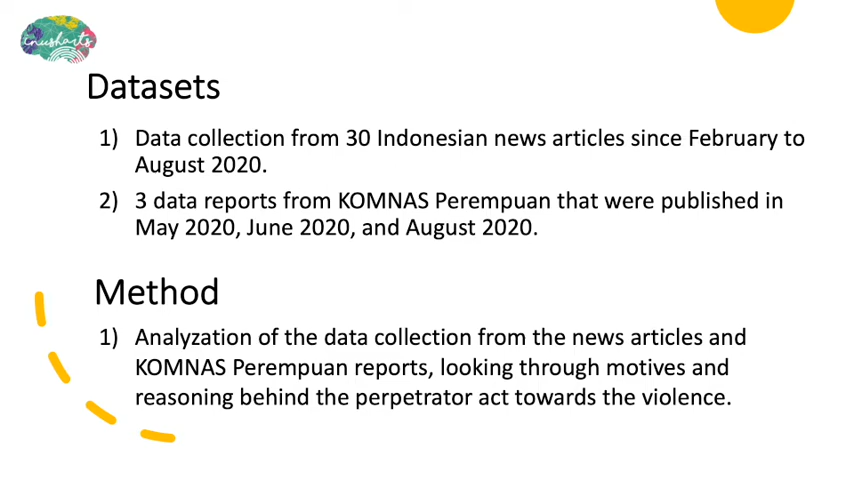 cnusharts
Datasets
1) Data collection from 30 Indonesian news articles since February to
August 2020.
2) 3 data reports from KOMNAS Perempuan that were published in
May 2020, June 2020, and August 2020.
Method
1) Analyzation of the data collection from the news articles and
KOMNAS Perempuan reports, looking through motives and
reasoning behind the perpetrator act towards the violence.